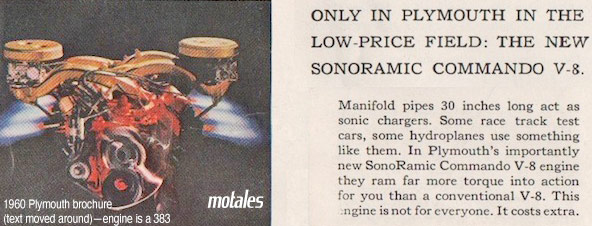 1960 Plymouth brochure
(text moved around)—engine is a 383
motales
ONLY IN PLYMOUTH IN THE
LOW-PRICE FIELD: THE NEW
SONORAMIC COMMANDO V-8.
Manifold pipes 30 inches long act as
sonic chargers. Some race track test
cars, some hydroplanes use something
like them. In Plymouth's importantly
new SonoRamic Commando V-8 engine
they ram far more torque into action
for you than a conventional V-8. This
engine is not for everyone. It costs extra.